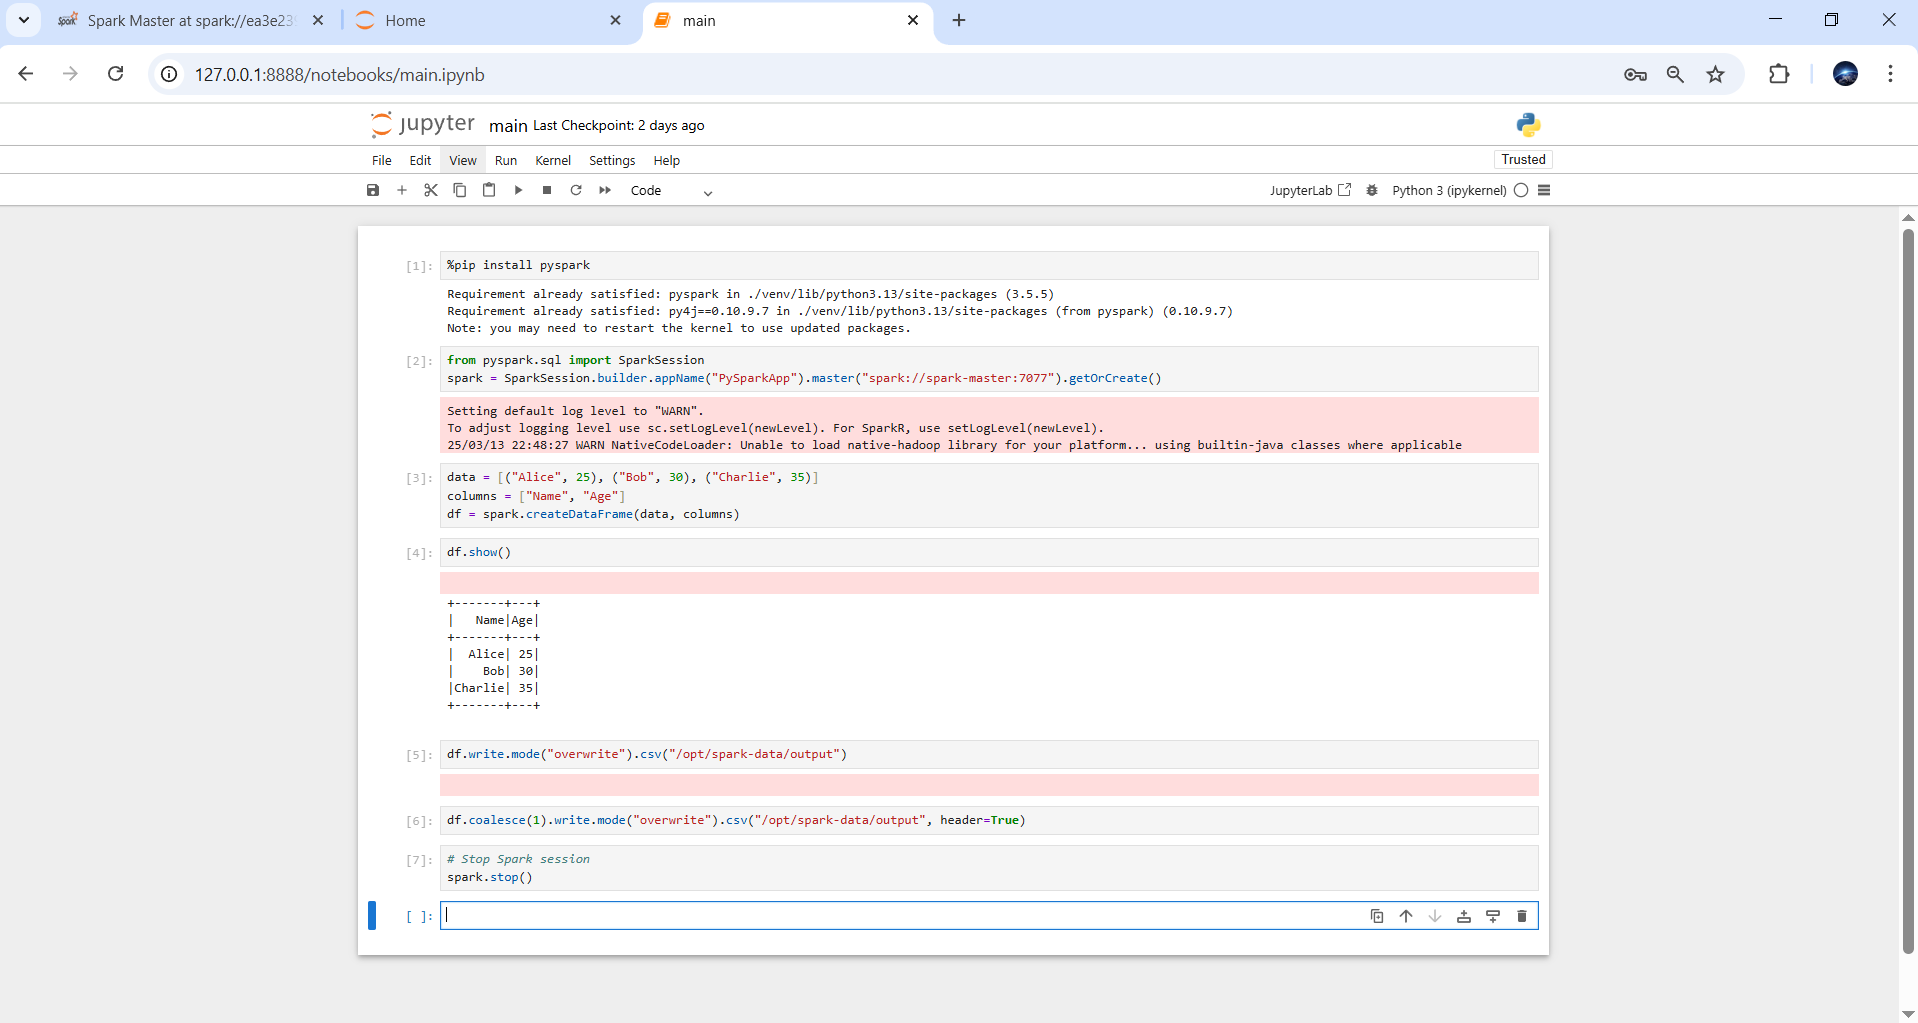 Spark Master at spark://ea3e239
Home
main
127.0.0.1:8888/notebooks/main.ipynb
jupyter main Last Checkpoint: 2 days ago
File Edit View Run Kernel Settings Help
Trusted
Code
JupyterLab
Python 3 (ipykernel)
[1]: %pip install pyspark
Requirement already satisfied: pyspark in ./venv/lib/python3.13/site-packages (3.5.5)
Requirement already satisfied: py4j==0.10.9.7 in ./venv/lib/python3.13/site-packages (from pyspark) (0.10.9.7)
Note: you may need to restart the kernel to use updated packages.
[2]: from pyspark.sql import SparkSession
spark = SparkSession.builder.appName("PySparkApp").master("spark://spark-master:7077").getOrCreate()
Setting default log level to "WARN".
To adjust logging level use sc.setLogLevel(newLevel). For SparkR, use setLogLevel(newLevel).
25/03/13 22:48:27 WARN NativeCodeLoader: Unable to load native-hadoop library for your platform... using builtin-java classes where applicable
[3]: data = [("Alice", 25), ("Bob", 30), ("Charlie", 35)]
columns = ["Name", "Age"]
df = spark.createDataFrame(data, columns)
[4]: df.show()
+-------+---+
|   Name|Age|
+-------+---+
|  Alice| 25|
|    Bob| 30|
|Charlie| 35|
+-------+---+
[5]: df.write.mode("overwrite").csv("/opt/spark-data/output")
[6]: df.coalesce(1).write.mode("overwrite").csv("/opt/spark-data/output", header=True)
[7]: # Stop Spark session
spark.stop()
[ ]: